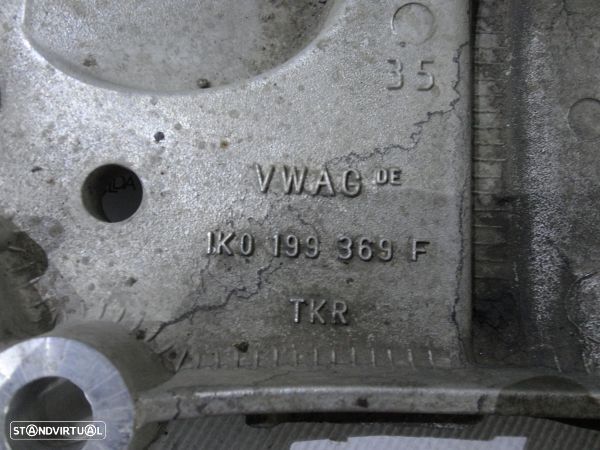 35
VWAG DE
1K0 199 369 F
TKR
STANDVIRTUAL